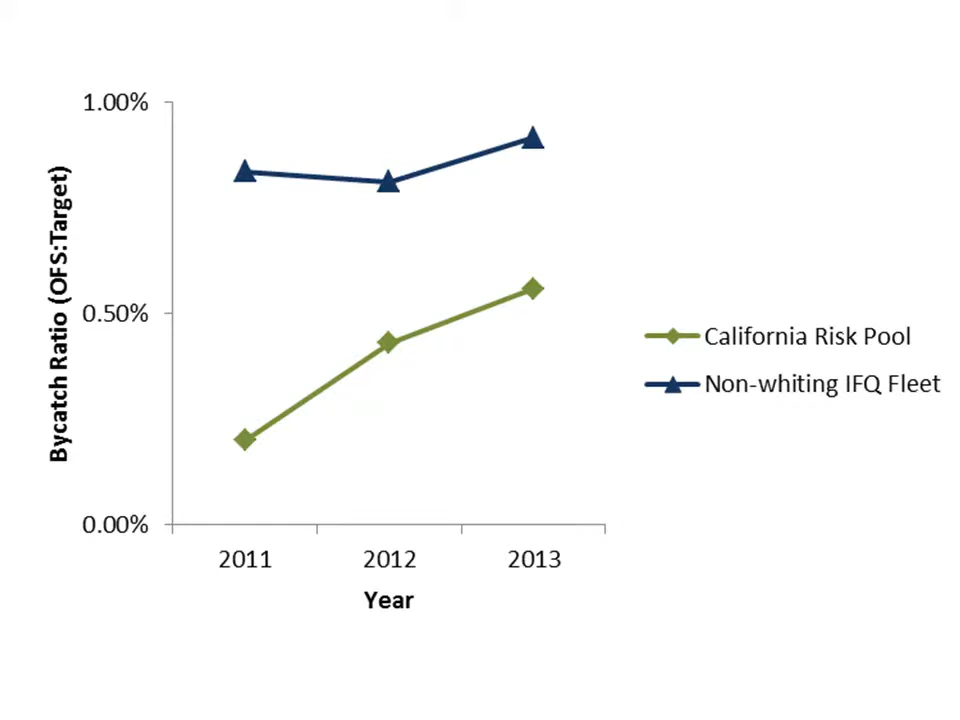 1.00%
0.50%
0.00%
Bycatch Ratio (OFS:Target)
2011 2012 2013
Year
California Risk Pool
Non-whiting IFQ Fleet